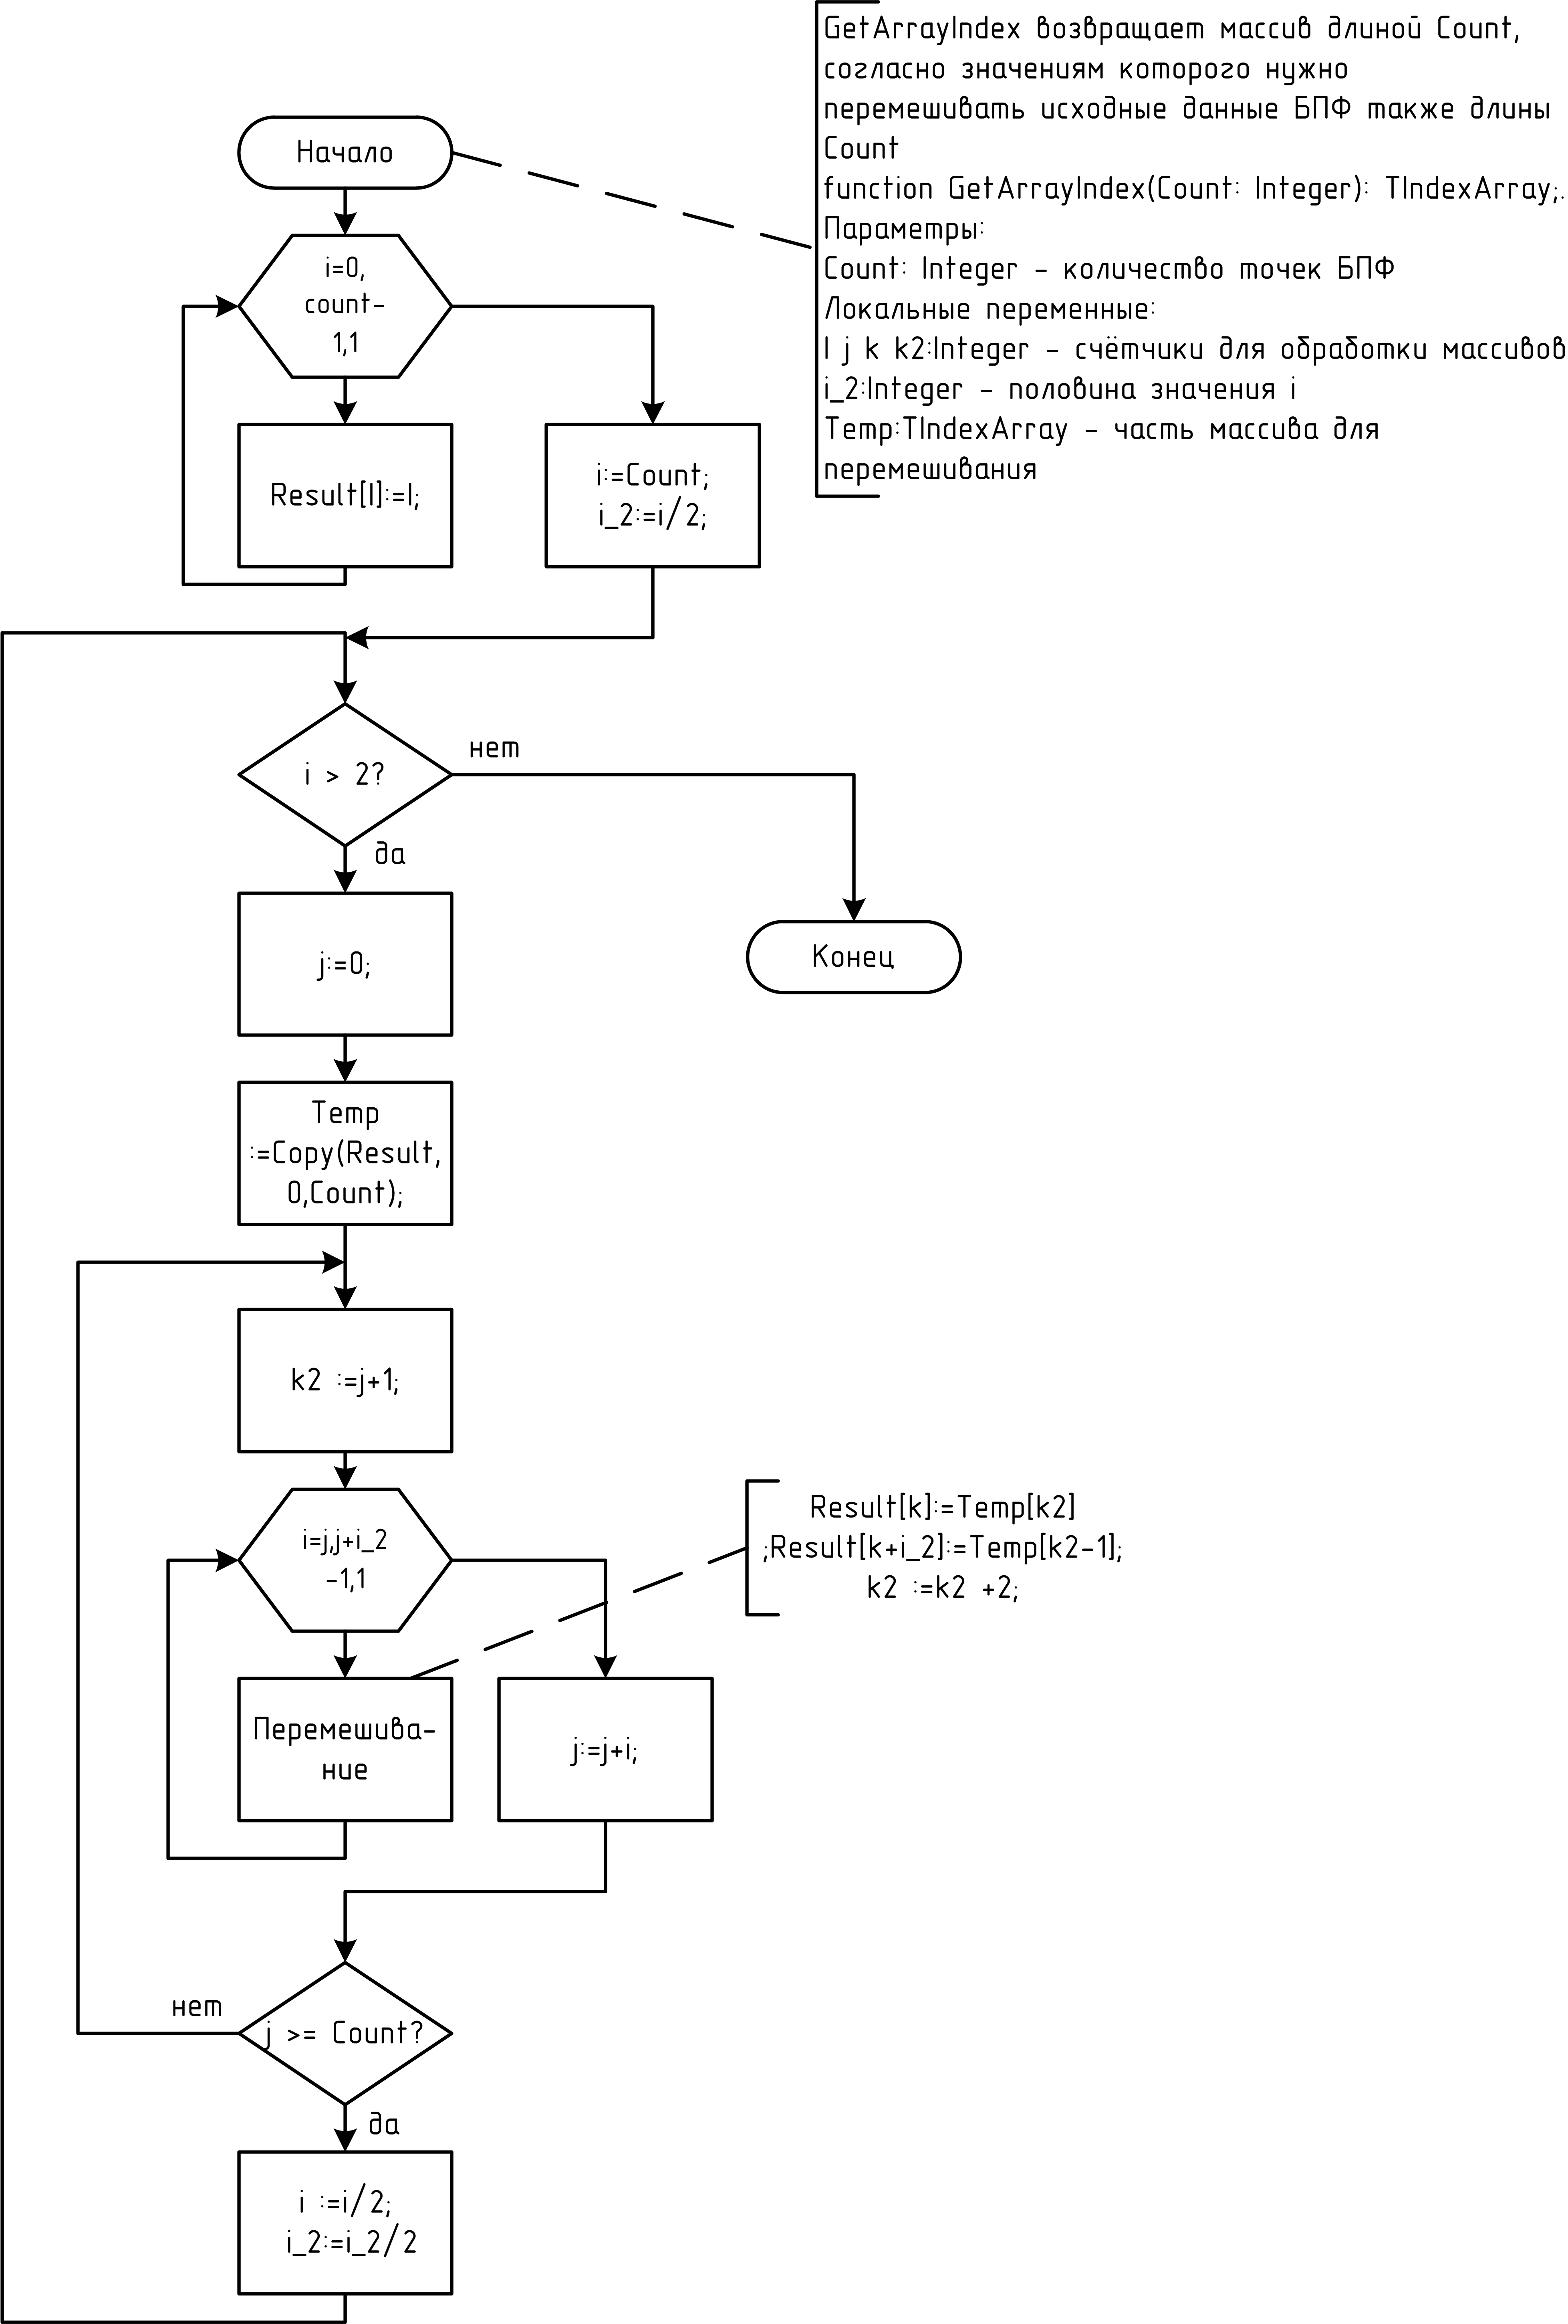 GetArrayIndex возвращает массив длиной Count,
согласно значениям которого нужно
перемешивать исходные данные БПФ также длины
Count
function GetArrayIndex(Count: Integer): TIndexArray;.
Параметры:
Count: Integer - количество точек БПФ
Локальные переменные:
I j k k2:Integer - счётчики для обработки массивов
i_2:Integer - половина значения i
Temp:TIndexArray - часть массива для
перемешивания
Начало
i=0,
count-
1,1
Result[I]:=I;
i:=Count;
i_2:=i/2;
i > 2?
нет
да
j:=0;
Конец
Temp
:=Copy(Result,
0,Count);
k2 :=j+1;
i=j,j+i_2
-1,1
Result[k]:=Temp[k2]
;Result[k+i_2]:=Temp[k2-1];
k2 :=k2 +2;
Перемешива-
ние
j:=j+i;
нет
j >= Count?
да
i :=i/2;
i_2:=i_2/2